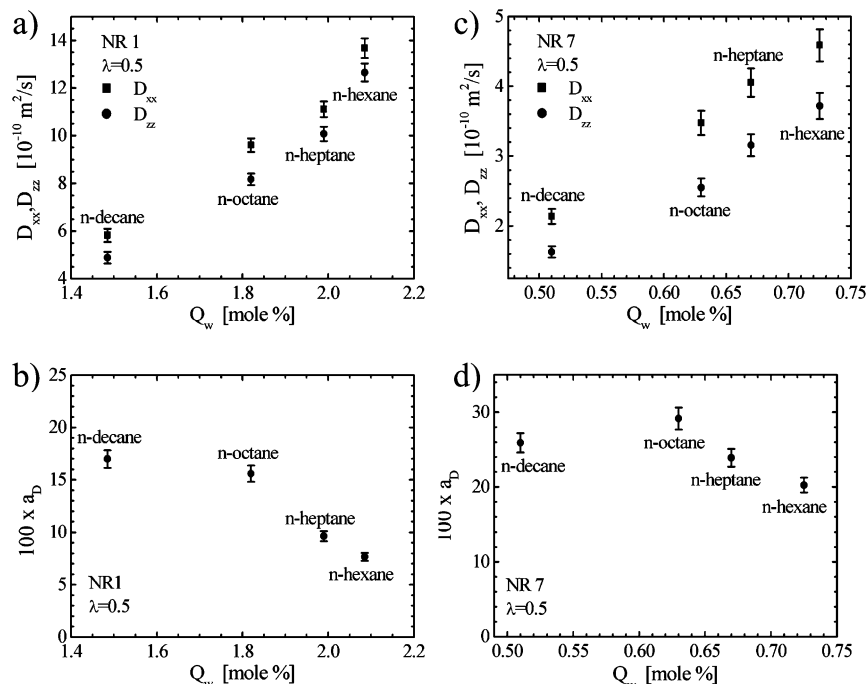 a)
NR 1
λ=0.5
D_xx
D_zz
n-decane
n-octane
n-heptane
n-hexane
D_xx, D_zz [10^-10 m^2/s]
14
12
10
8
6
4
1.4 1.6 1.8 2.0 2.2
Q_w [mole %]
c)
NR 7
λ=0.5
D_xx
D_zz
n-decane
n-octane
n-heptane
n-hexane
D_xx, D_zz [10^-10 m^2/s]
5
4
3
2
0.50 0.55 0.60 0.65 0.70 0.75
Q_w [mole %]
b)
n-decane
n-octane
n-heptane
n-hexane
NR1
λ=0.5
100 x a_D
25
20
15
10
5
0
1.4 1.6 1.8 2.0 2.2
Q_w [mole %]
d)
n-decane
n-octane
n-heptane
n-hexane
NR 7
λ=0.5
100 x a_D
30
20
10
0
0.50 0.55 0.60 0.65 0.70 0.75
Q_w [mole %]